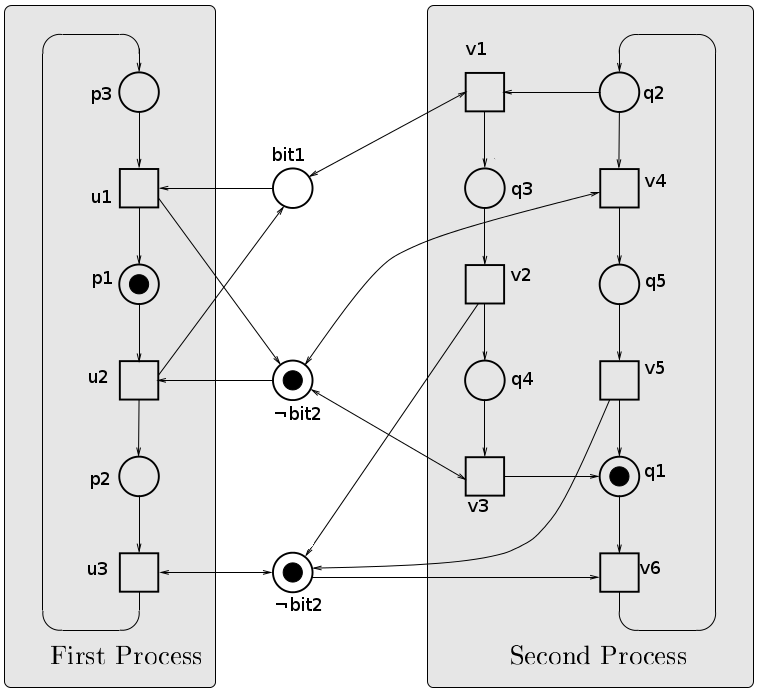 v1
p3
q2
bit1
u1
q3
v4
p1
v2
q5
u2
q4
v5
¬bit2
p2
q1
v3
u3
v6
¬bit2
First Process
Second Process